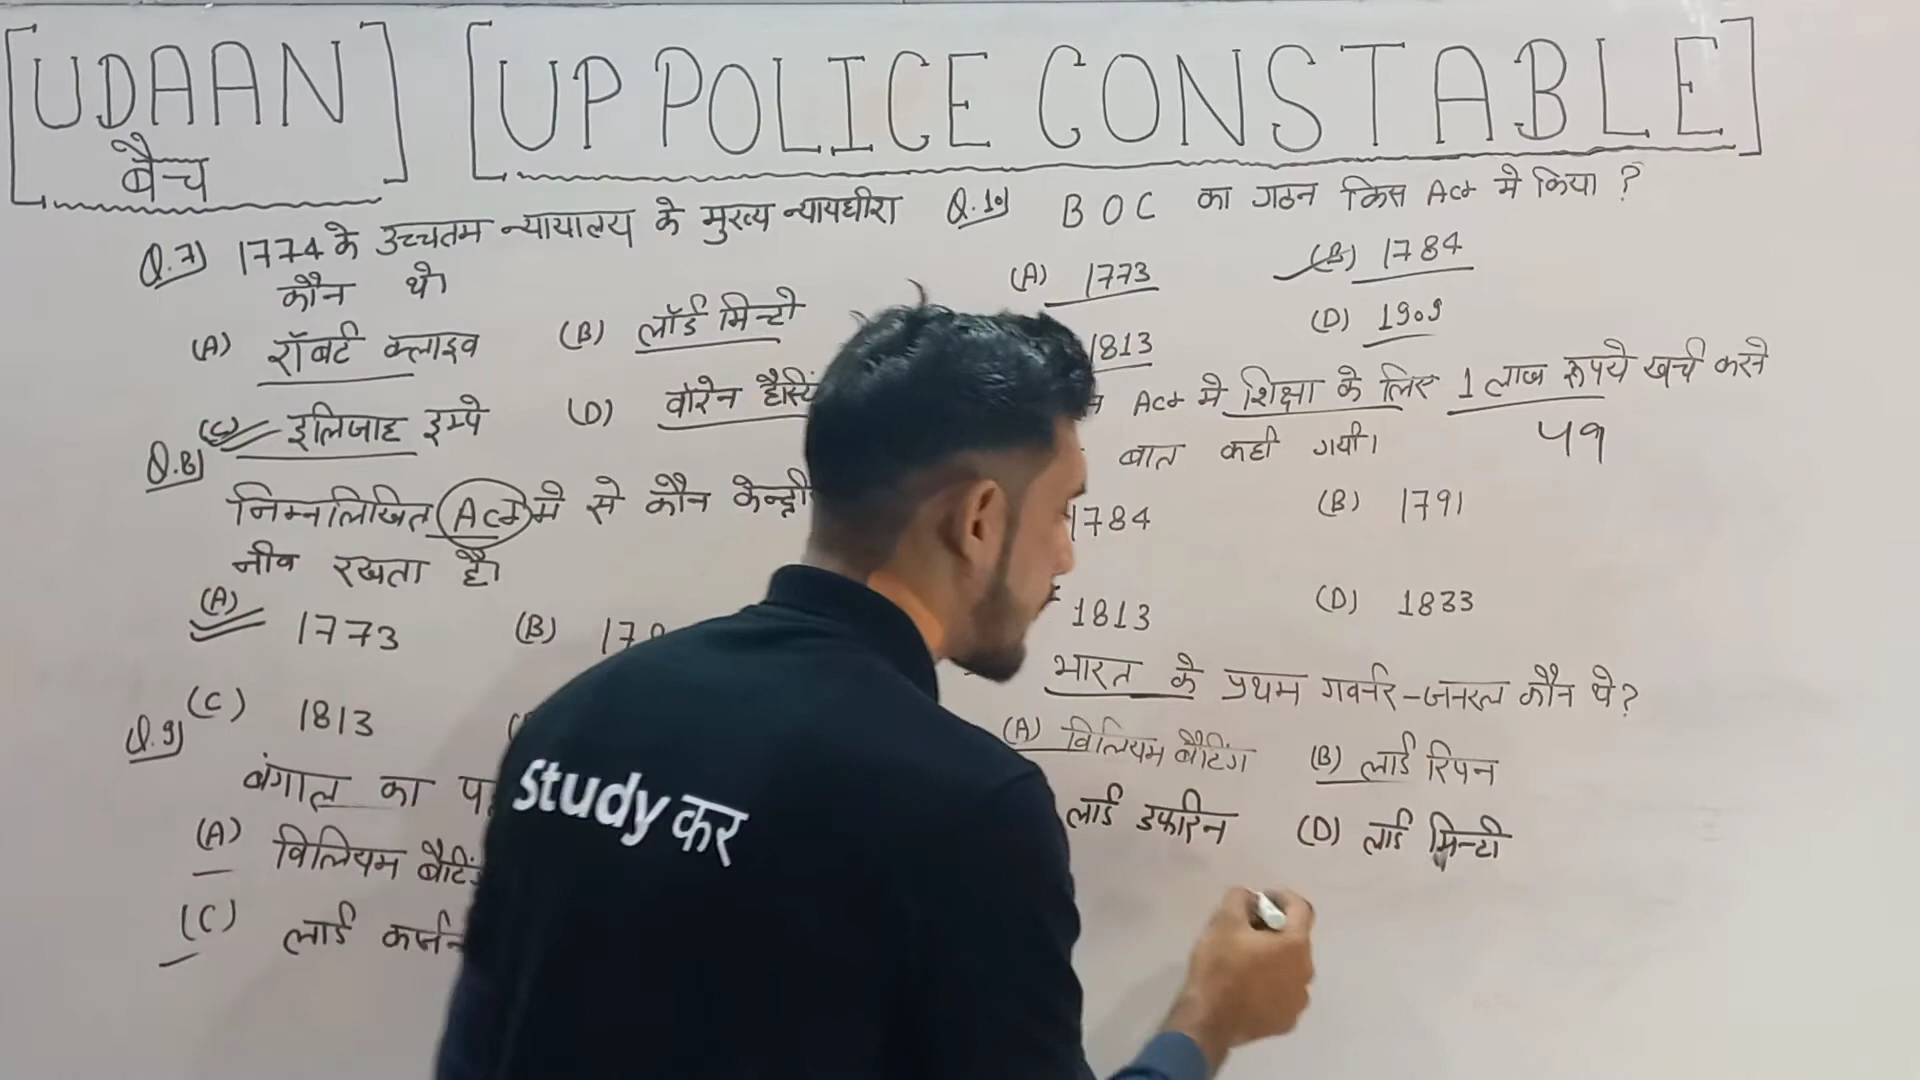 [UDAAN] [UP POLICE CONSTABLE]
बैच
Q.7) 1774 के उच्चतम न्यायालय के मुख्य न्यायधीश
कौन थे।
(A) रॉबर्ट क्लाइव (B) लॉर्ड मिन्टो
(C) इलिजाह इम्पे (D) वोरेन
Q.8)
निम्नलिखित Act मे से कौन
नीव रखता है।
(A) 1773 (B)
(C) 1813
Q.9)
बंगाल का
(A) विलियम
(C) लार्ड
Q.10) BOC का गठन किस Act मे किया ?
(A) 1773 (B) 1784
1813 (D) 1909
Act मे शिक्षा के लिए 1 लाख रूपये खर्च करने
बात कही गयी।
1784 (B) 1791
1813 (D) 1833
भारत के प्रथम गवर्नर-जनरल कौन थे?
(A) विलियम बैटिंग (B) लार्ड रिपन
लार्ड डफरिन (D) लार्ड मिन्टो
study कर